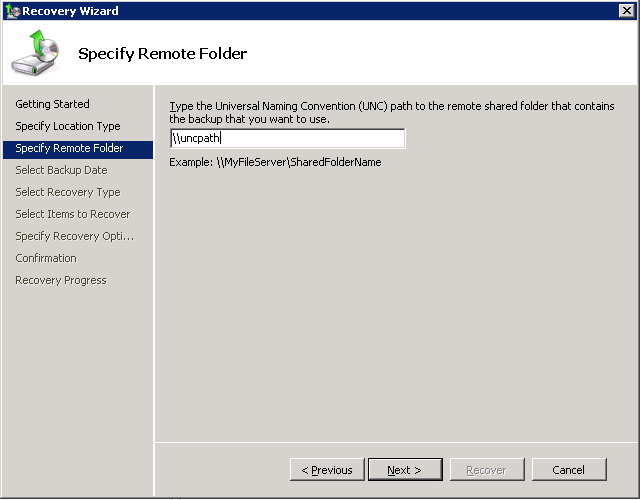 Recovery Wizard
Specify Remote Folder
Getting Started
Specify Location Type
Specify Remote Folder
Select Backup Date
Select Recovery Type
Select Items to Recover
Specify Recovery Opti...
Confirmation
Recovery Progress
Type the Universal Naming Convention (UNC) path to the remote shared folder that contains
the backup that you want to use.
\\uncpath
Example: \\MyFileServer\SharedFolderName
< Previous
Next >
Recover
Cancel